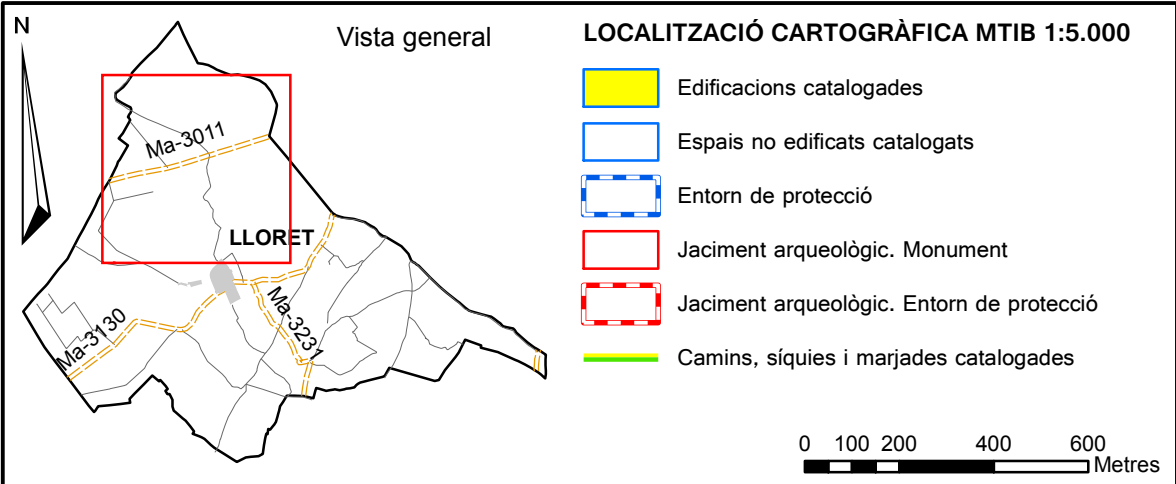 N
Vista general
Ma-3011
LLORET
Ma-3130
Ma-3231
LOCALITZACIÓ CARTOGRÀFICA MTIB 1:5.000
Edificacions catalogades
Espais no edificats catalogats
Entorn de protecció
Jaciment arqueològic. Monument
Jaciment arqueològic. Entorn de protecció
Camins, síquies i marjades catalogades
0 100 200 400 600
Metres